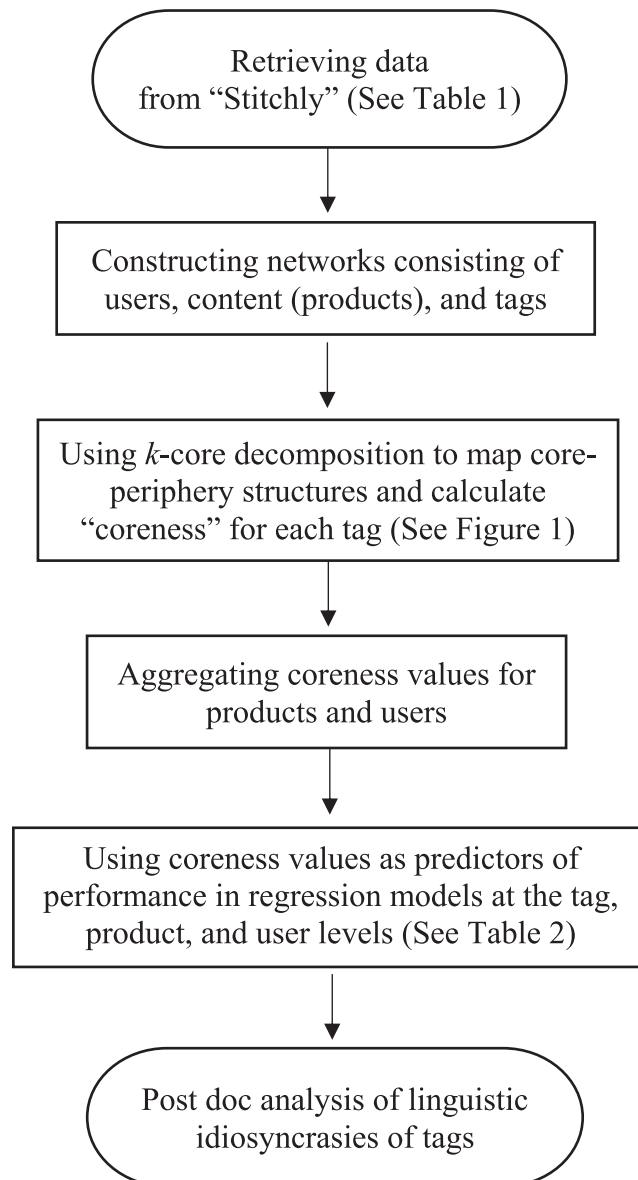 Retrieving data
from “Stitchly” (See Table 1)
Constructing networks consisting of
users, content (products), and tags
Using k-core decomposition to map core-
periphery structures and calculate
“coreness” for each tag (See Figure 1)
Aggregating coreness values for
products and users
Using coreness values as predictors of
performance in regression models at the tag,
product, and user levels (See Table 2)
Post doc analysis of linguistic
idiosyncrasies of tags